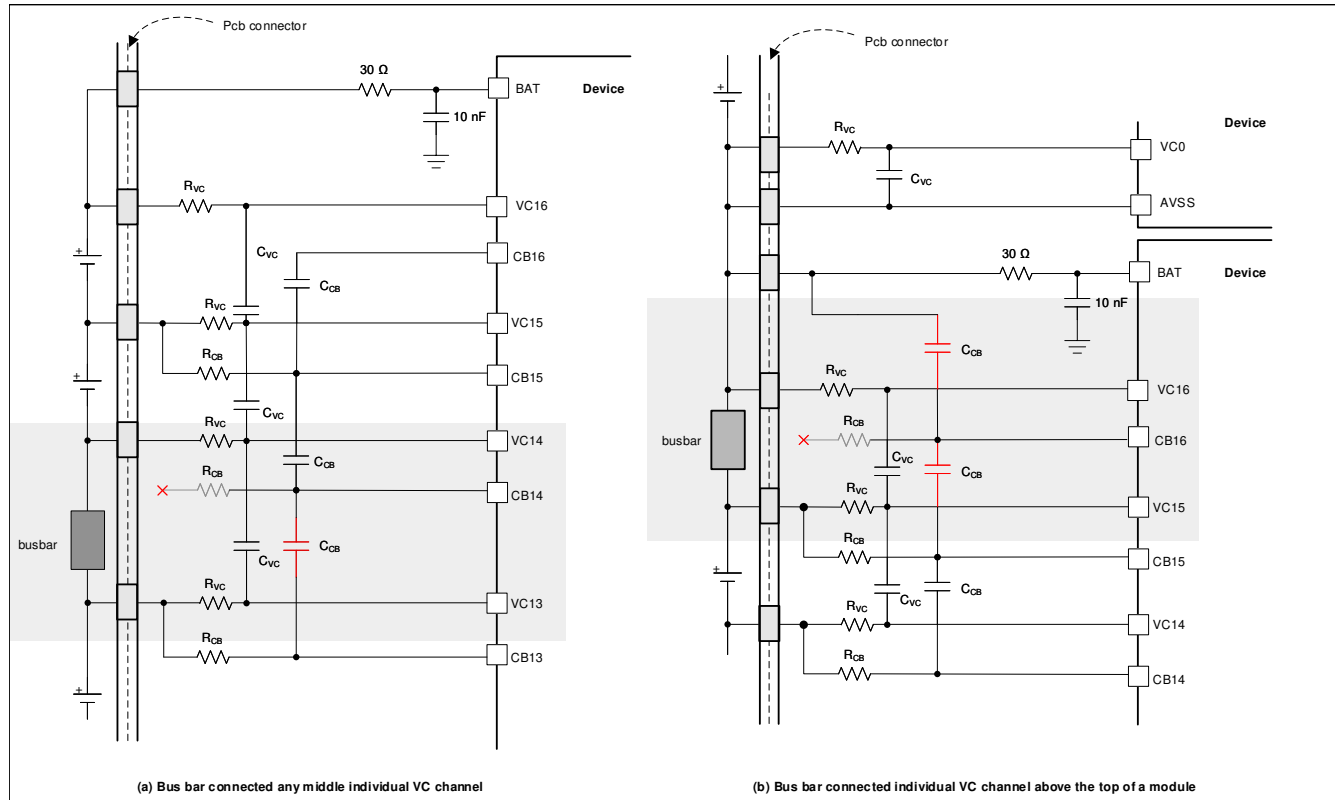 Pcb connector
30 Ω
BAT
Device
10 nF
RVC
VC16
CVC
CB16
CCB
RVC
VC15
RCB
CB15
CVC
RVC
VC14
CCB
RCB
CB14
busbar
CVC
CCB
RVC
VC13
RCB
CB13
(a) Bus bar connected any middle individual VC channel
Pcb connector
Device
RVC
VC0
CVC
AVSS
30 Ω
BAT
Device
10 nF
CCB
RVC
VC16
busbar
RCB
CB16
CVC
CCB
RVC
VC15
RCB
CB15
CVC
CCB
RVC
VC14
RCB
CB14
(b) Bus bar connected individual VC channel above the top of a module